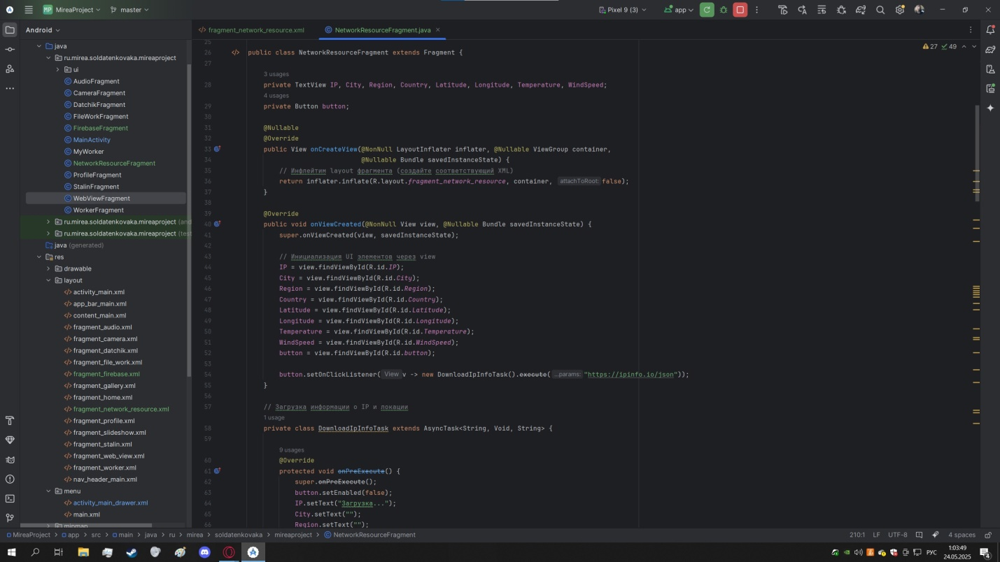 MP MireaProject master Pixel 9 (3) app
Android
fragment_network_resource.xml NetworkResourceFragment.java
java
ru.mirea.soldatenkovaka.mireaproject
ui
AudioFragment
CameraFragment
DatchikFragment
FileWorkFragment
FirebaseFragment
MainActivity
MyWorker
NetworkResourceFragment
ProfileFragment
StalinFragment
WebViewFragment
WorkerFragment
ru.mirea.soldatenkovaka.mireaproject (and
ru.mirea.soldatenkovaka.mireaproject (test
java (generated)
res
drawable
layout
activity_main.xml
app_bar_main.xml
content_main.xml
fragment_audio.xml
fragment_camera.xml
fragment_datchik.xml
fragment_file_work.xml
fragment_firebase.xml
fragment_gallery.xml
fragment_home.xml
fragment_network_resource.xml
fragment_profile.xml
fragment_slideshow.xml
fragment_stalin.xml
fragment_web_view.xml
fragment_worker.xml
nav_header_main.xml
menu
activity_main_drawer.xml
main.xml
mipmap
27 49
25
26 public class NetworkResourceFragment extends Fragment {
27
3 usages
28 private TextView IP, City, Region, Country, Latitude, Longitude, Temperature, WindSpeed;
4 usages
29 private Button button;
30
31 @Nullable
32 @Override
33 public View onCreateView(@NonNull LayoutInflater inflater, @Nullable ViewGroup container,
34 @Nullable Bundle savedInstanceState) {
35 // Инфлейтим layout фрагмента (создайте соответствующий XML)
36 return inflater.inflate(R.layout.fragment_network_resource, container, attachToRoot: false);
37 }
38
39 @Override
40 public void onViewCreated(@NonNull View view, @Nullable Bundle savedInstanceState) {
41 super.onViewCreated(view, savedInstanceState);
42
43 // Инициализация UI элементов через view
44 IP = view.findViewById(R.id.IP);
45 City = view.findViewById(R.id.City);
46 Region = view.findViewById(R.id.Region);
47 Country = view.findViewById(R.id.Country);
48 Latitude = view.findViewById(R.id.Latitude);
49 Longitude = view.findViewById(R.id.Longitude);
50 Temperature = view.findViewById(R.id.Temperature);
51 WindSpeed = view.findViewById(R.id.WindSpeed);
52 button = view.findViewById(R.id.button);
53
54 button.setOnClickListener( View v -> new DownloadIpInfoTask().execute( ...params: "https://ipinfo.io/json"));
55 }
56
57 // Загрузка информации о IP и локации
1 usage
58 private class DownloadIpInfoTask extends AsyncTask<String, Void, String> {
59
9 usages
60 @Override
61 protected void onPreExecute() {
62 super.onPreExecute();
63 button.setEnabled(false);
64 IP.setText("Загрузка...");
65 City.setText("");
66 Region.setText("");
MireaProject > app > src > main > java > ru > mirea > soldatenkovaka > mireaproject > NetworkResourceFragment 210:1 LF UTF-8 4 spaces
РУС 1:03:49
24.05.2025 4